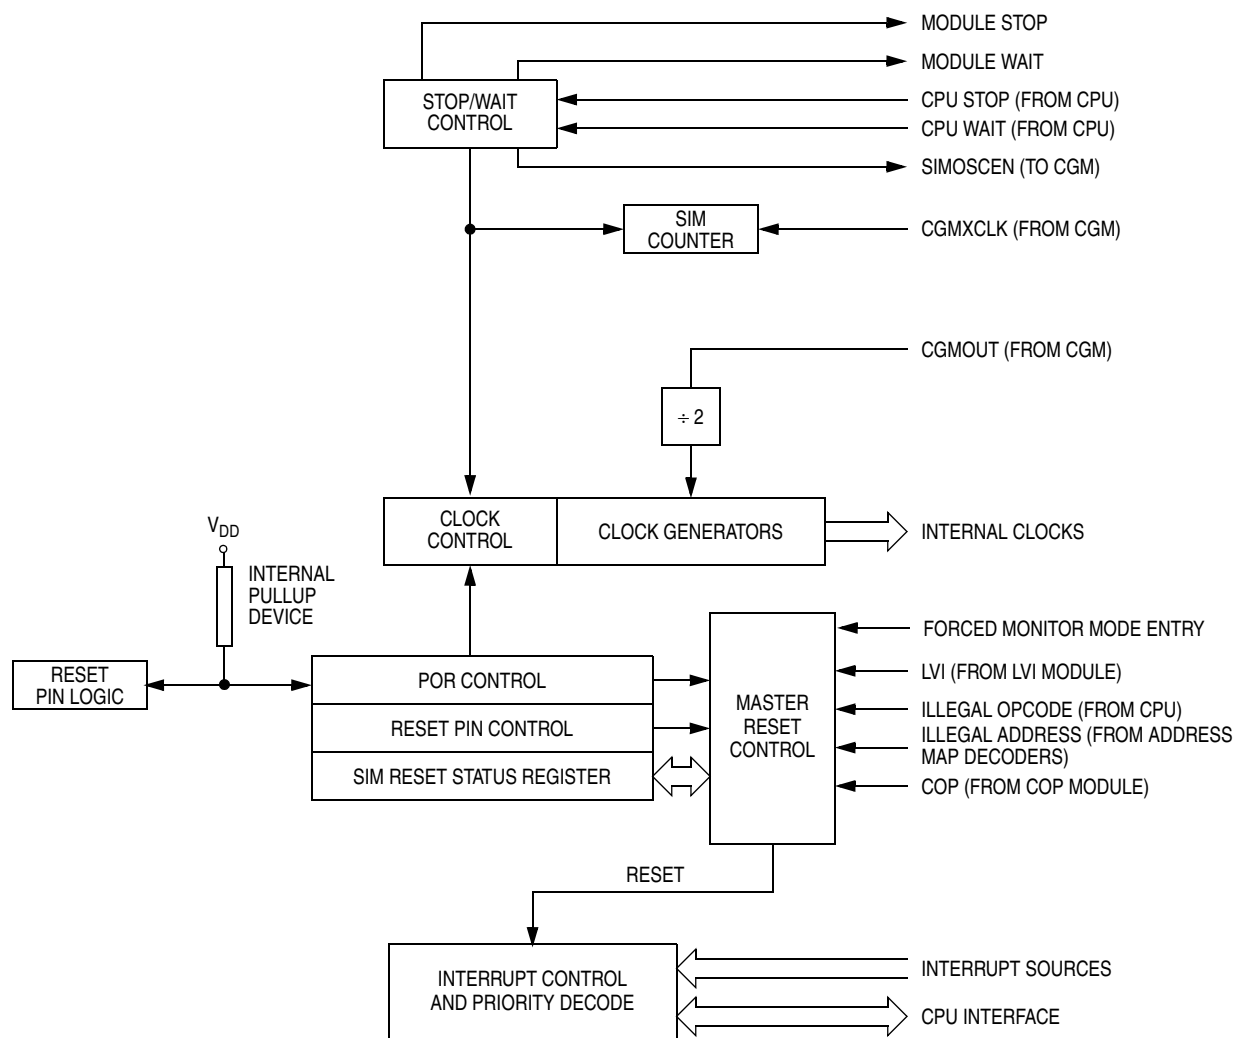 MODULE STOP
MODULE WAIT
STOP/WAIT
CONTROL
CPU STOP (FROM CPU)
CPU WAIT (FROM CPU)
SIMOSCEN (TO CGM)
SIM
COUNTER
CGMXCLK (FROM CGM)
CGMOUT (FROM CGM)
÷ 2
CLOCK
CONTROL
CLOCK GENERATORS
INTERNAL CLOCKS
VDD
INTERNAL
PULLUP
DEVICE
RESET
PIN LOGIC
POR CONTROL
RESET PIN CONTROL
SIM RESET STATUS REGISTER
MASTER
RESET
CONTROL
FORCED MONITOR MODE ENTRY
LVI (FROM LVI MODULE)
ILLEGAL OPCODE (FROM CPU)
ILLEGAL ADDRESS (FROM ADDRESS
MAP DECODERS)
COP (FROM COP MODULE)
RESET
INTERRUPT CONTROL
AND PRIORITY DECODE
INTERRUPT SOURCES
CPU INTERFACE